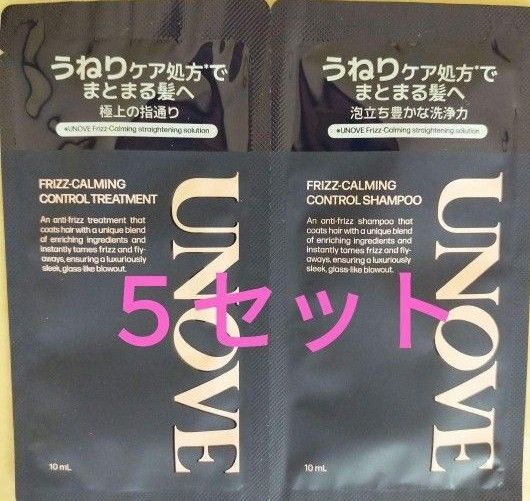 うねりケア処方*で
まとまる髪へ
極上の指通り
*UNOVE Frizz-Calming straightening solution
FRIZZ-CALMING
CONTROL TREATMENT
An anti-frizz treatment that
coats hair with a unique blend
of enriching ingredients and
instantly tames frizz and fly-
aways, ensuring a luxuriously
sleek, glass-like blowout.
UNOVE
10 mL
うねりケア処方*で
まとまる髪へ
泡立ち豊かな洗浄力
*UNOVE Frizz-Calming straightening solution
FRIZZ-CALMING
CONTROL SHAMPOO
An anti-frizz shampoo that
coats hair with a unique blend
of enriching ingredients and
instantly tames frizz and fly-
aways, ensuring a luxuriously
sleek, glass-like blowout.
UNOVE
10 mL
5セット